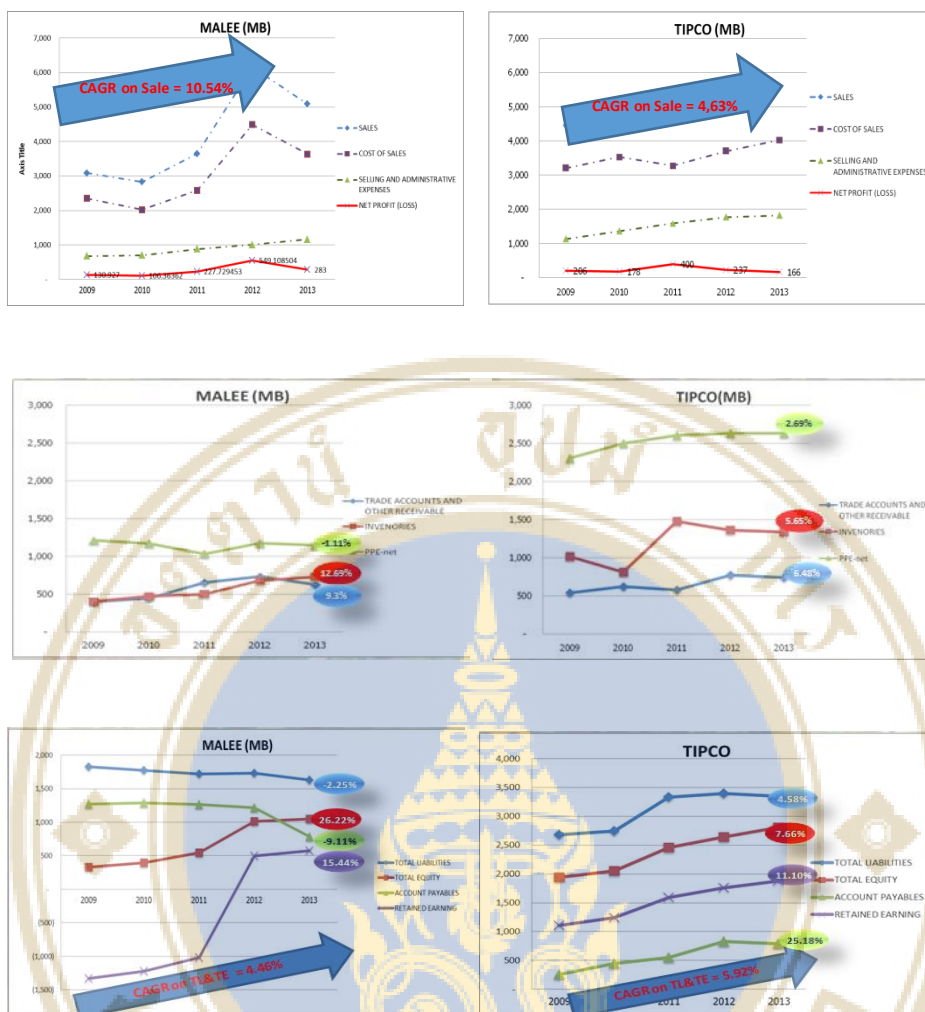 MALEE (MB)
7,000
6,000
5,000
4,000
3,000
2,000
1,000
-
Axis Title
CAGR on Sale = 10.54%
130.927
227.729453
549.108504
283
2009 2010 2011 2012 2013
SALES
COST OF SALES
SELLING AND ADMINISTRATIVE
EXPENSES
NET PROFIT (LOSS)
TIPCO (MB)
7,000
6,000
5,000
4,000
3,000
2,000
1,000
-
CAGR on Sale = 4,63%
206
178
400
237
166
2009 2010 2011 2012 2013
SALES
COST OF SALES
SELLING AND
ADMINISTRATIVE EXPENSES
NET PROFIT (LOSS)
MALEE (MB)
3,000
2,500
2,000
1,500
1,000
500
-
2009 2010 2011 2012 2013
TRADE ACCOUNTS AND
OTHER RECEIVABLE
INVENORIES
PPE-net
-1.11%
12.69%
9.3%
TIPCO(MB)
3,000
2,500
2,000
1,500
1,000
500
-
2009 2010 2011 2012 2013
2.69%
5.65%
6.48%
TRADE ACCOUNTS AND
OTHER RECEIVABLE
INVENORIES
PPE-net
MALEE (MB)
2,000
1,500
1,000
500
-
(500)
(1,000)
(1,500)
2009 2010 2011 2012 2013
-2.25%
26.22%
-9.11%
15.44%
TOTAL LIABILITIES
TOTAL EQUITY
ACCOUNT PAYABLES
RETAINED EARNING
CAGR on TL&TE = 4.46%
TIPCO
4,000
3,500
3,000
2,500
2,000
1,500
1,000
500
-
4.58%
7.66%
11.10%
25.18%
TOTAL LIABILITIES
TOTAL EQUITY
ACCOUNT PAYABLES
RETAINED EARNING
CAGR on TL&TE = 5.92%
2009 2011 2012 2013